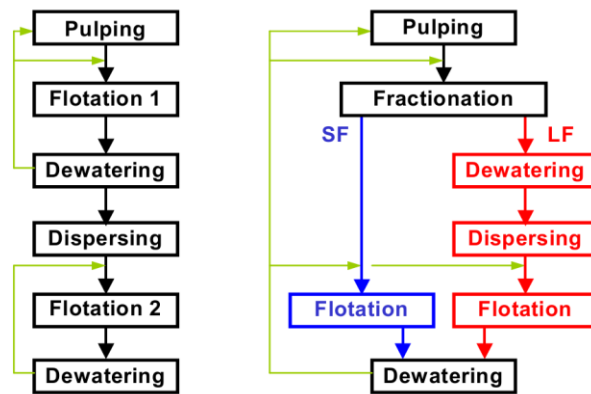 Pulping
Flotation 1
Dewatering
Dispersing
Flotation 2
Dewatering
Pulping
Fractionation
SF LF
Dewatering
Dispersing
Flotation Flotation
Dewatering